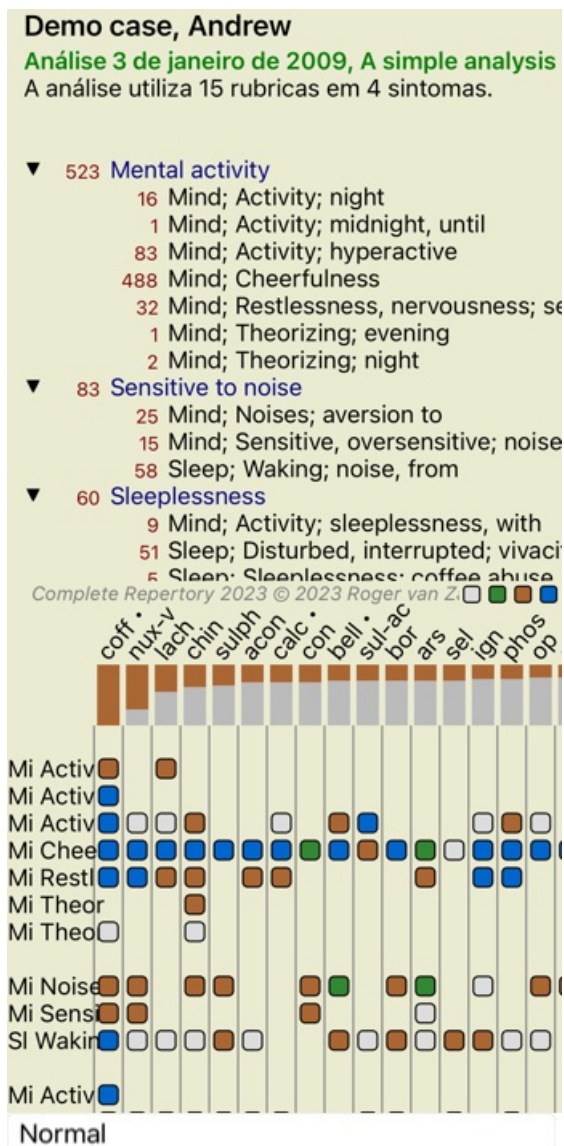 Demo case, Andrew
Análise 3 de janeiro de 2009, A simple analysis
A análise utiliza 15 rubricas em 4 sintomas.
▼ 523 Mental activity
16 Mind; Activity; night
1 Mind; Activity; midnight, until
83 Mind; Activity; hyperactive
488 Mind; Cheerfulness
32 Mind; Restlessness, nervousness; se
1 Mind; Theorizing; evening
2 Mind; Theorizing; night
▼ 83 Sensitive to noise
25 Mind; Noises; aversion to
15 Mind; Sensitive, oversensitive; noise
58 Sleep; Waking; noise, from
▼ 60 Sleeplessness
9 Mind; Activity; sleeplessness, with
51 Sleep; Disturbed, interrupted; vivaci
5 Sleep; Sleeplessness; coffee abuse
Complete Repertory 2023 © 2023 Roger van Z
coff • nux-v lach chin sulph acon calc • con bell • sul-ac bor ars sel ign phos op
Mi Activ
Mi Activ
Mi Activ
Mi Chee
Mi Restl
Mi Theor
Mi Theo
Mi Noise
Mi Sensi
Sl Wakin
Mi Activ
Normal